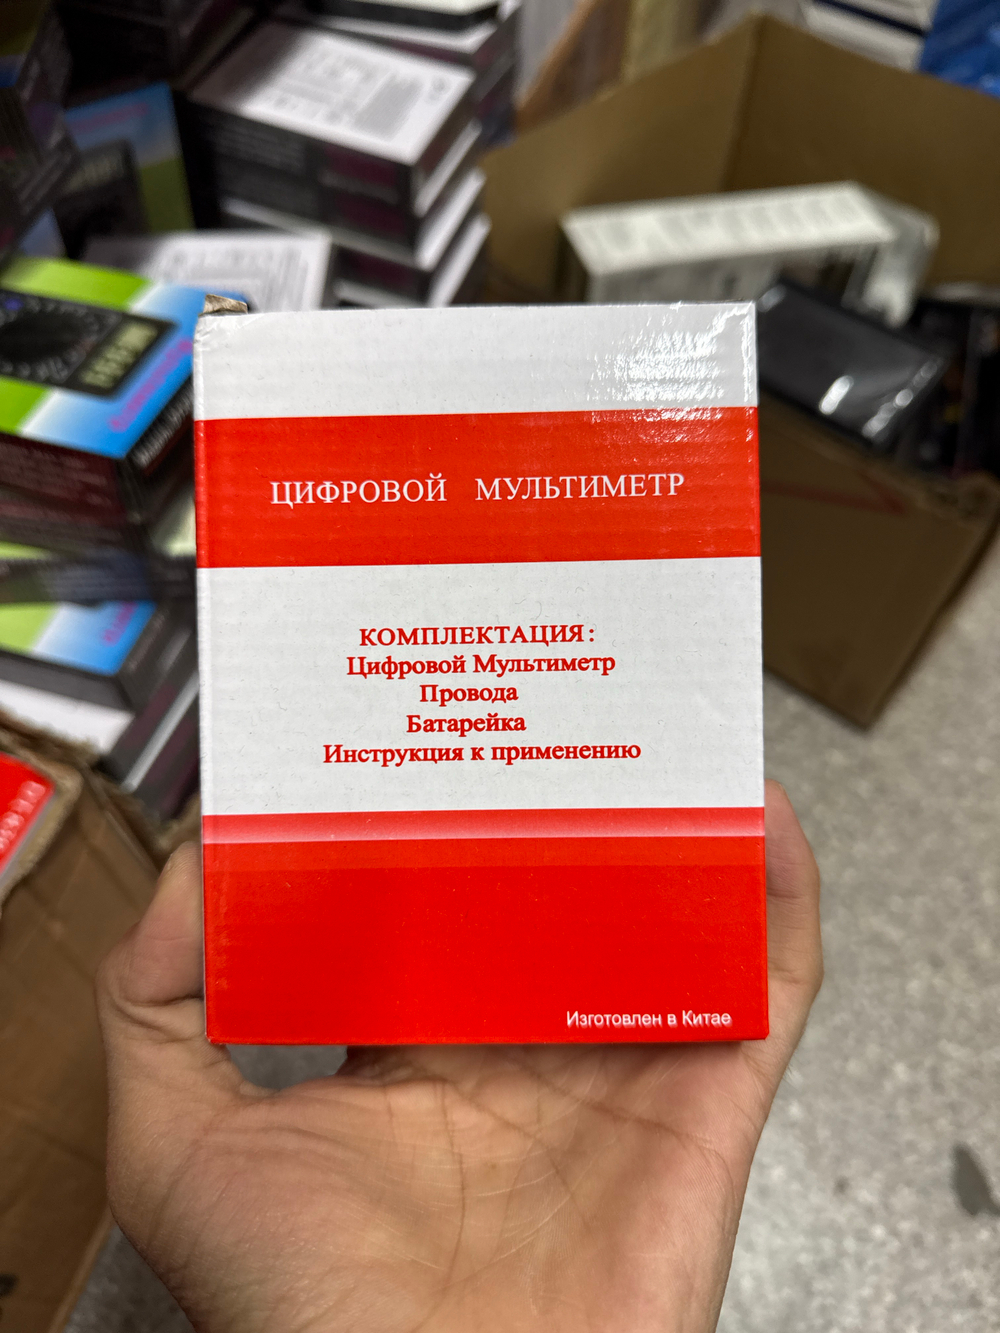 ЦИФРОВОЙ МУЛЬТИМЕТР
КОМПЛЕКТАЦИЯ:
Цифровой Мультиметр
Провода
Батарейка
Инструкция к применению
Изготовлен в Китае